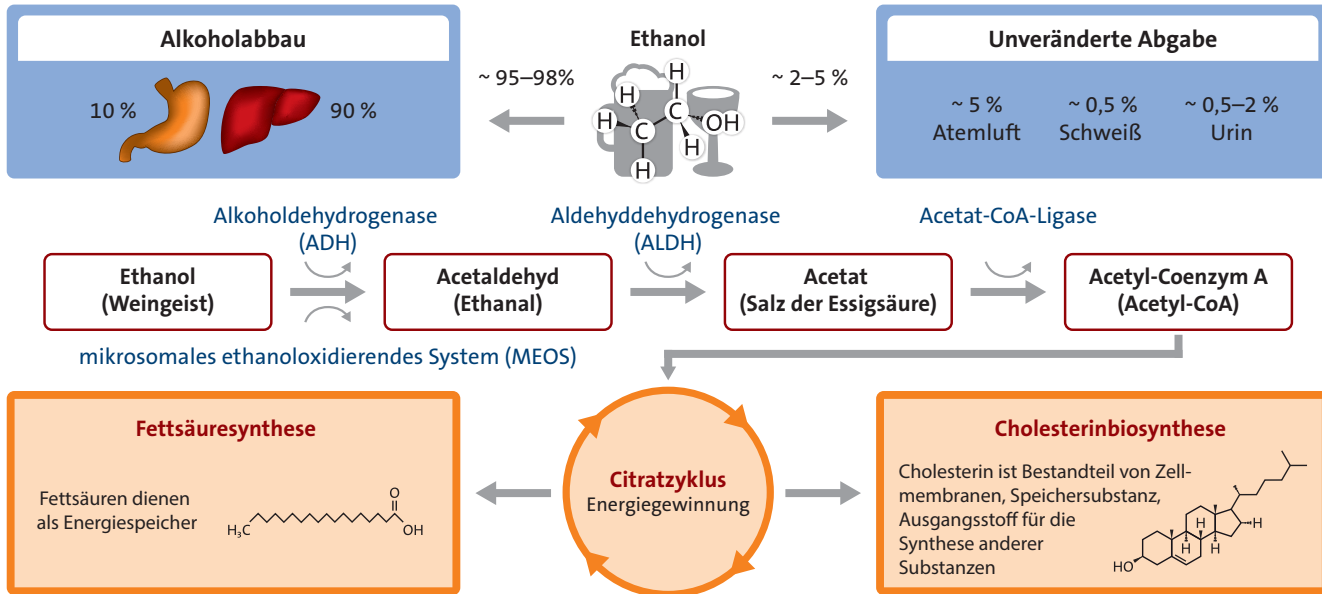 Alkoholabbau
10 %
90 %
~ 95–98%
Ethanol
H
H
H
C
C
OH
H
H
~ 2–5 %
Unveränderte Abgabe
~ 5 %
Atemluft
~ 0,5 %
Schweiß
~ 0,5–2 %
Urin
Alkoholdehydrogenase
(ADH)
Aldehyddehydrogenase
(ALDH)
Acetat-CoA-Ligase
Ethanol
(Weingeist)
Acetaldehyd
(Ethanal)
Acetat
(Salz der Essigsäure)
Acetyl-Coenzym A
(Acetyl-CoA)
mikrosomales ethanoloxidierendes System (MEOS)
Fettsäuresynthese
Fettsäuren dienen
als Energiespeicher
H₃C
O
OH
Citratzyklus
Energiegewinnung
Cholesterinbiosynthese
Cholesterin ist Bestandteil von Zell-
membranen, Speichersubstanz,
Ausgangsstoff für die
Synthese anderer
Substanzen
H
H
H
H
HO